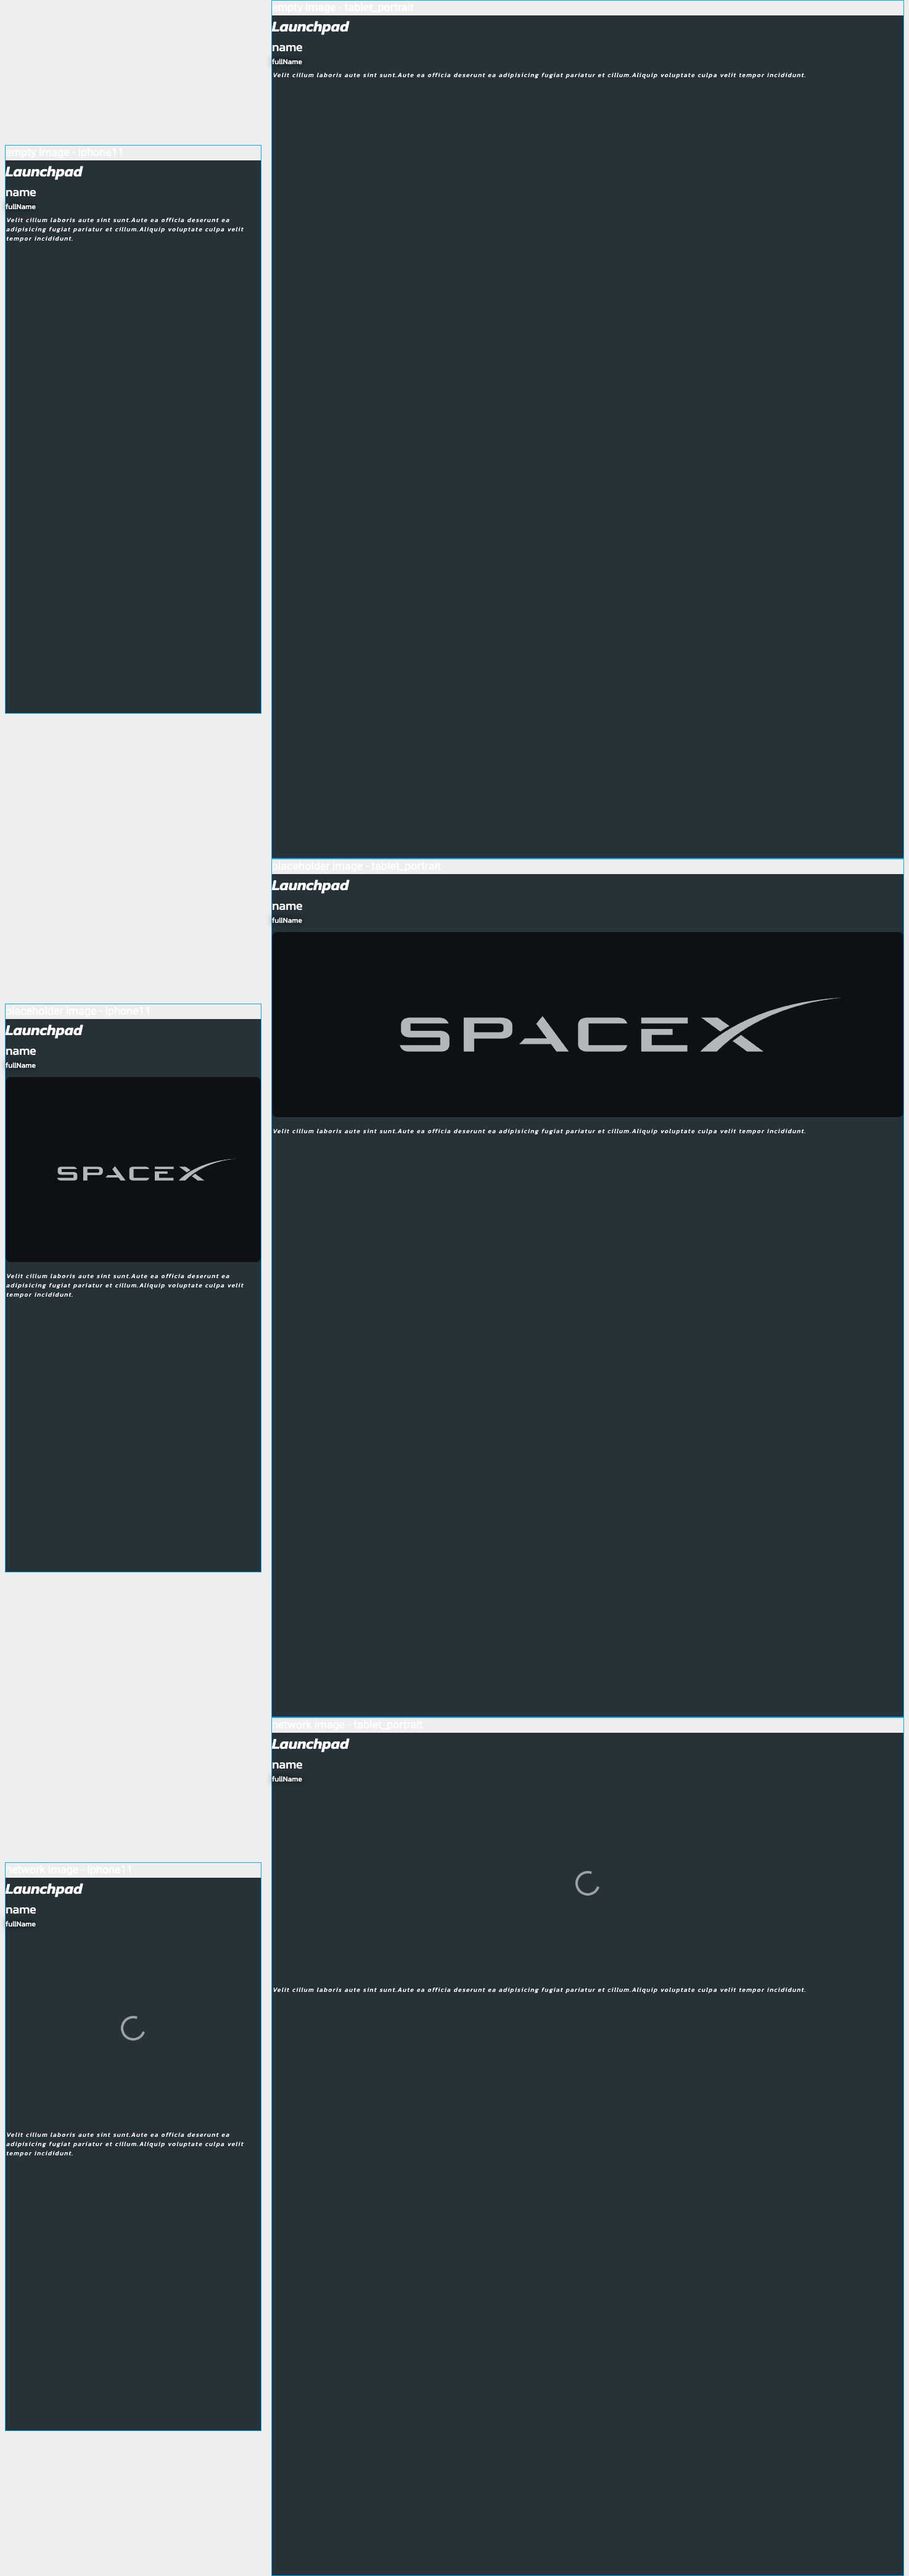 empty image - tablet_portrait
Launchpad
name
fullName
Velit cillum laboris aute sint sunt.Aute ea officia deserunt ea adipisicing fugiat pariatur et cillum.Aliquip voluptate culpa velit tempor incididunt.
empty image - iphone11
Launchpad
name
fullName
Velit cillum laboris aute sint sunt.Aute ea officia deserunt ea
adipisicing fugiat pariatur et cillum.Aliquip voluptate culpa velit
tempor incididunt.
placeholder image - tablet_portrait
Launchpad
name
fullName
SPACEX
Velit cillum laboris aute sint sunt.Aute ea officia deserunt ea adipisicing fugiat pariatur et cillum.Aliquip voluptate culpa velit tempor incididunt.
placeholder image - iphone11
Launchpad
name
fullName
SPACEX
Velit cillum laboris aute sint sunt.Aute ea officia deserunt ea
adipisicing fugiat pariatur et cillum.Aliquip voluptate culpa velit
tempor incididunt.
network image - tablet_portrait
Launchpad
name
fullName
Velit cillum laboris aute sint sunt.Aute ea officia deserunt ea adipisicing fugiat pariatur et cillum.Aliquip voluptate culpa velit tempor incididunt.
network image - iphone11
Launchpad
name
fullName
Velit cillum laboris aute sint sunt.Aute ea officia deserunt ea
adipisicing fugiat pariatur et cillum.Aliquip voluptate culpa velit
tempor incididunt.